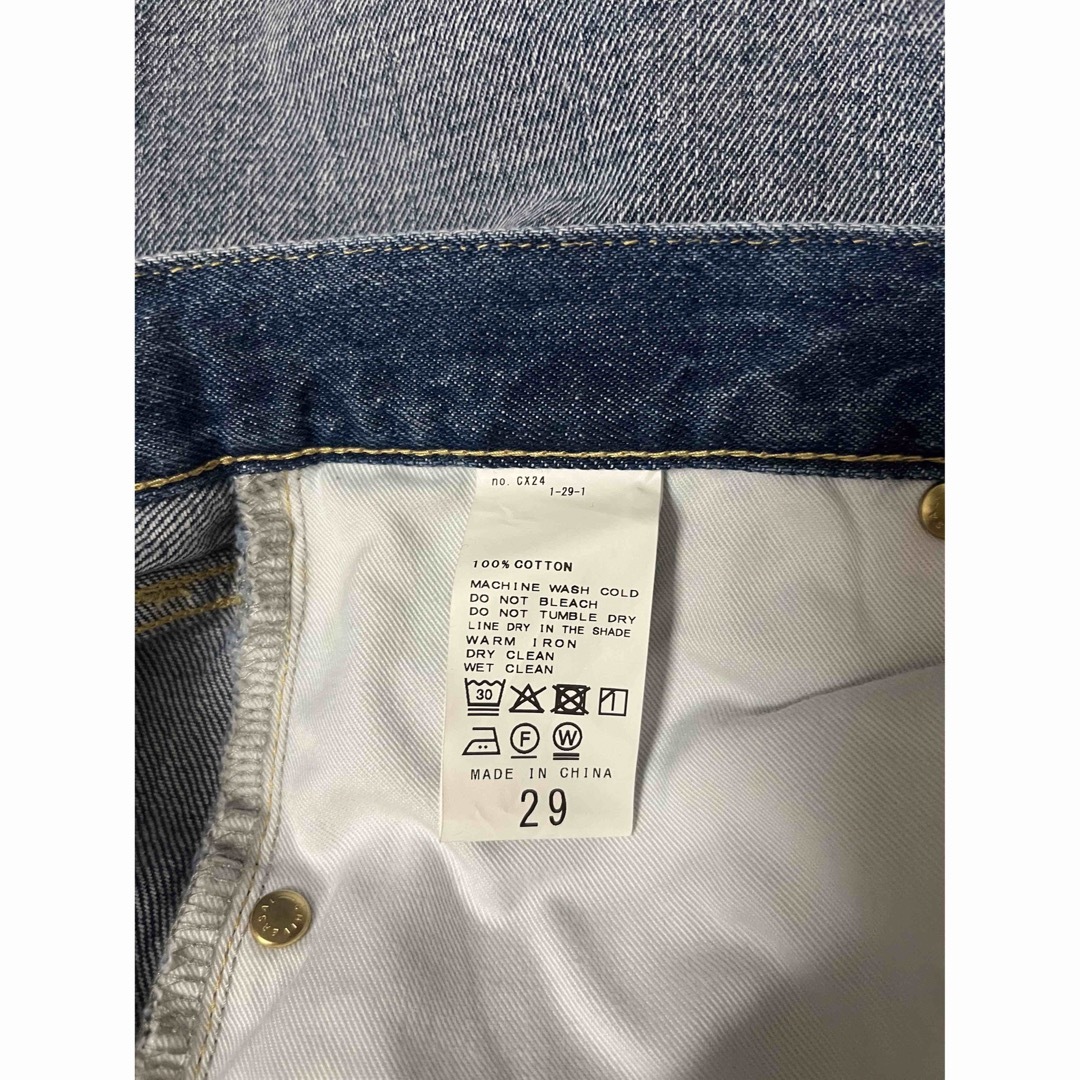 no. CX24
1-29-1
100% COTTON
MACHINE WASH COLD
DO NOT BLEACH
DO NOT TUMBLE DRY
LINE DRY IN THE SHADE
WARM IRON
DRY CLEAN
WET CLEAN
30
F W
MADE IN CHINA
29